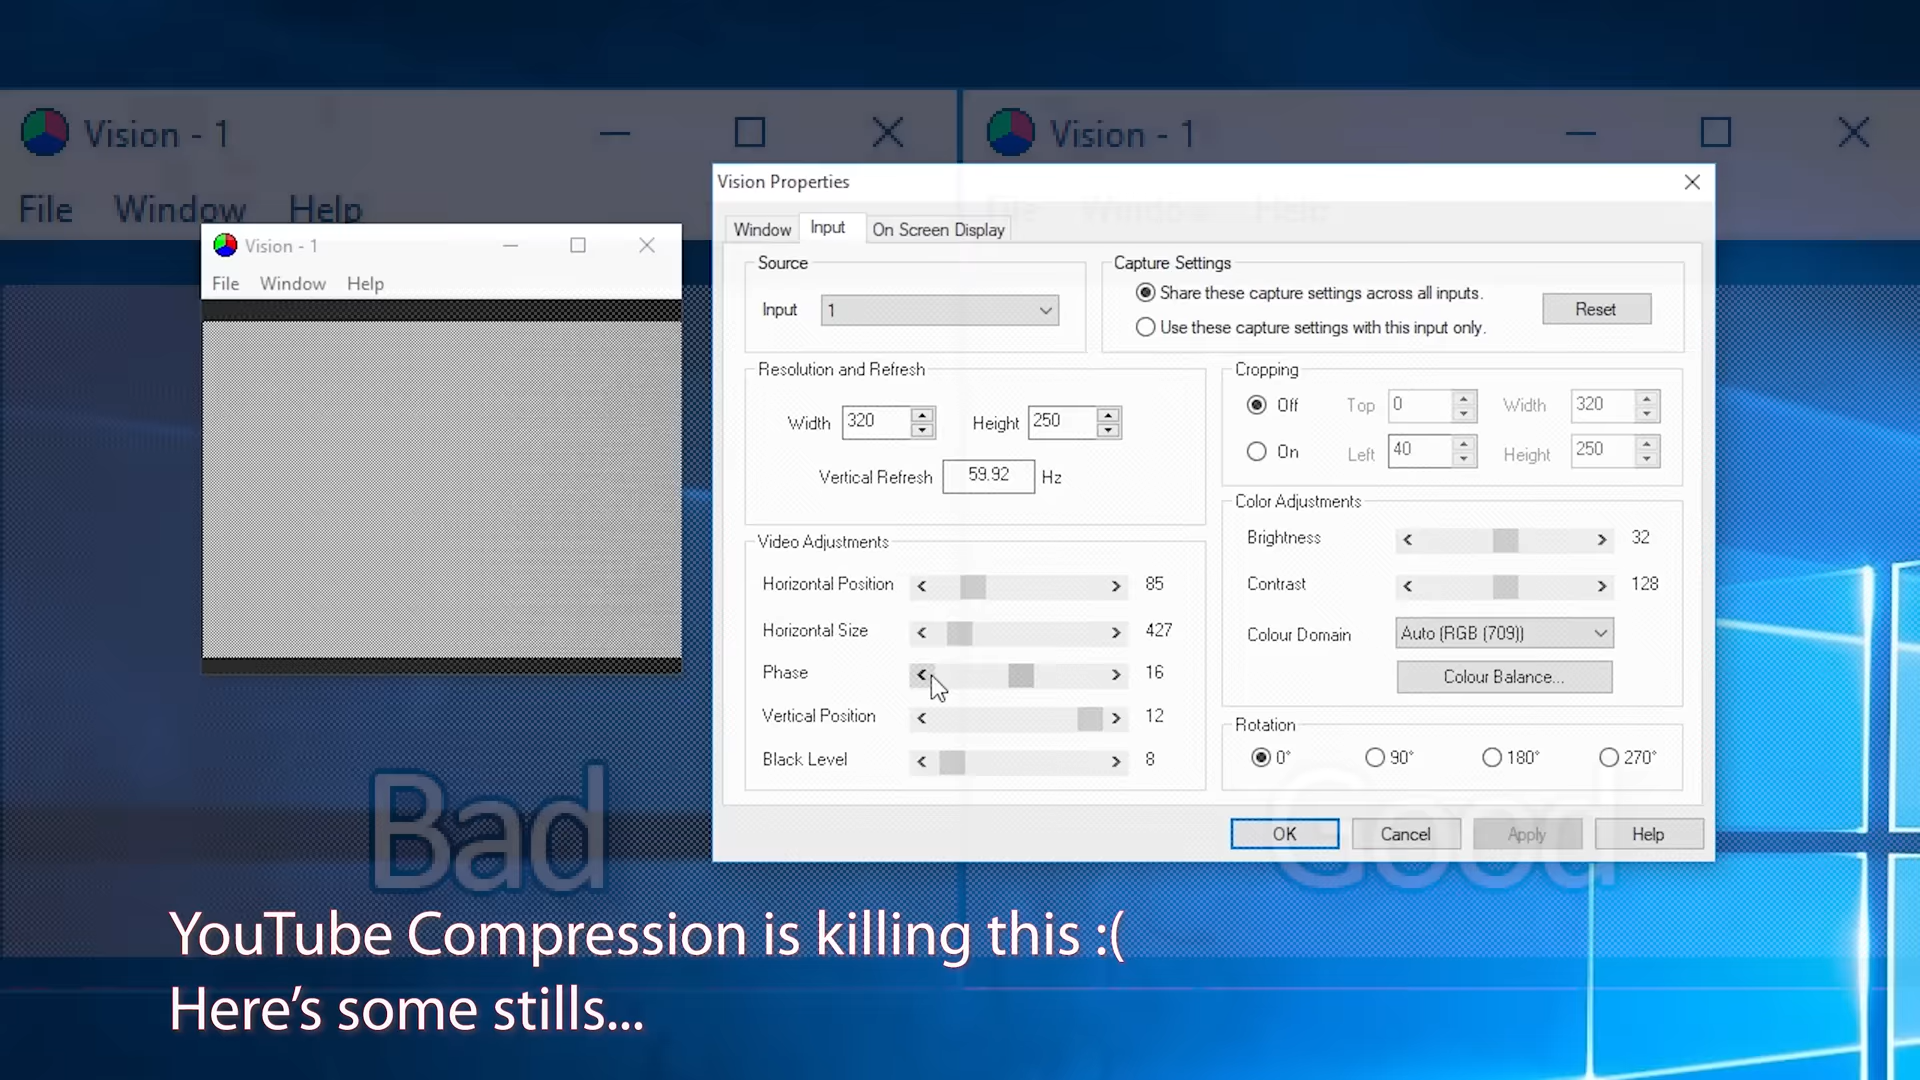 Vision - 1
Vision - 1
File Window Help
File Window Help
Vision - 1
File Window Help
Vision Properties
Window Input On Screen Display
Source
Input 1
Capture Settings
Share these capture settings across all inputs.
Use these capture settings with this input only.
Reset
Resolution and Refresh
Width 320 Height 250
Vertical Refresh 59.92 Hz
Cropping
Off Top 0 Width 320
On Left 40 Height 250
Video Adjustments
Horizontal Position 85
Horizontal Size 427
Phase 16
Vertical Position 12
Black Level 8
Color Adjustments
Brightness 32
Contrast 128
Colour Domain Auto (RGB (709))
Colour Balance...
Rotation
0° 90° 180° 270°
OK Cancel Apply Help
Bad
Good
YouTube Compression is killing this :(
Here's some stills...